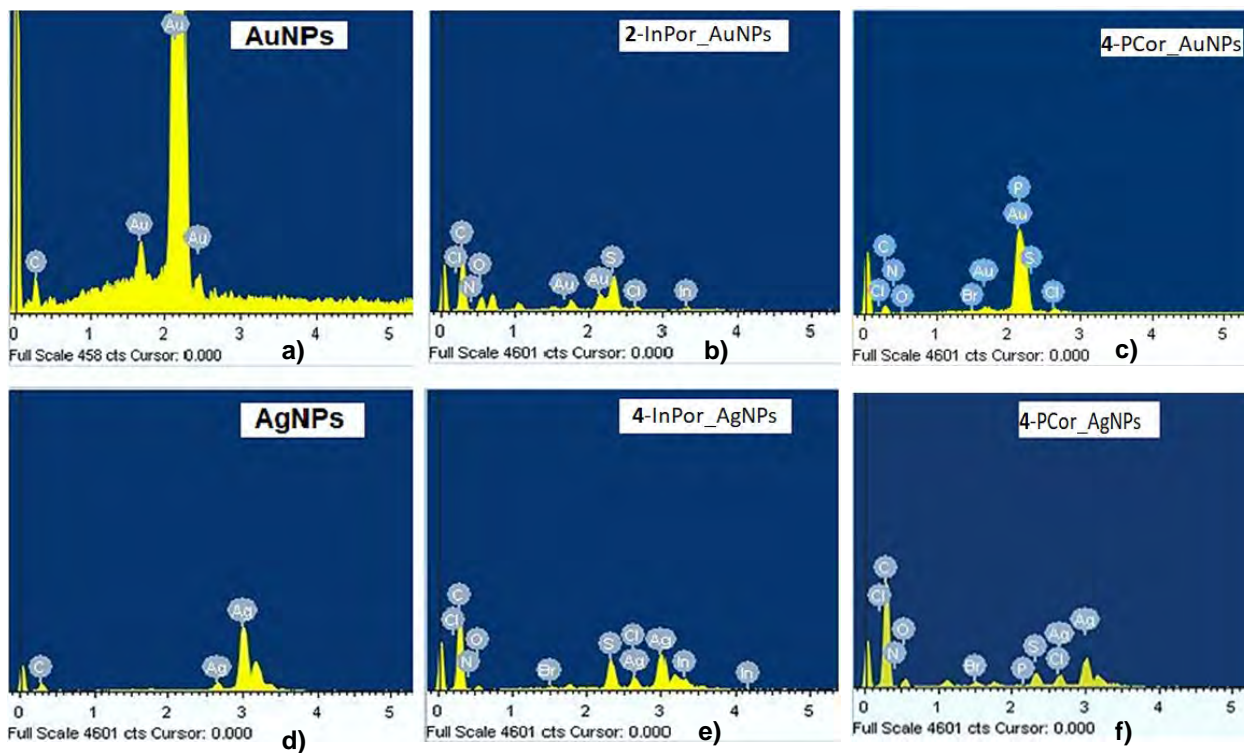 AuNPs
Au
Au
Au
C
0 1 2 3 4 5
Full Scale 458 cts Cursor: 0.000
a)
2-InPor_AuNPs
C
Cl
O
N
Au
Au
S
Cl
In
0 1 2 3 4 5
Full Scale 4601 cts Cursor: 0.000
b)
4-PCor_AuNPs
P
Au
C
N
Au
S
Cl
O
Br
Cl
0 1 2 3 4 5
Full Scale 4601 cts Cursor: 0.000
c)
AgNPs
Ag
C
Ag
0 1 2 3 4 5
Full Scale 4601 cts Cursor: 0.000
d)
4-InPor_AgNPs
C
Cl
O
N
Br
S
Cl
Ag
Ag
In
In
0 1 2 3 4 5
Full Scale 4601 cts Cursor: 0.000
e)
4-PCor_AgNPs
C
Cl
O
N
Br
P
S
Ag
Cl
Ag
0 1 2 3 4 5
Full Scale 4601 cts Cursor: 0.000
f)